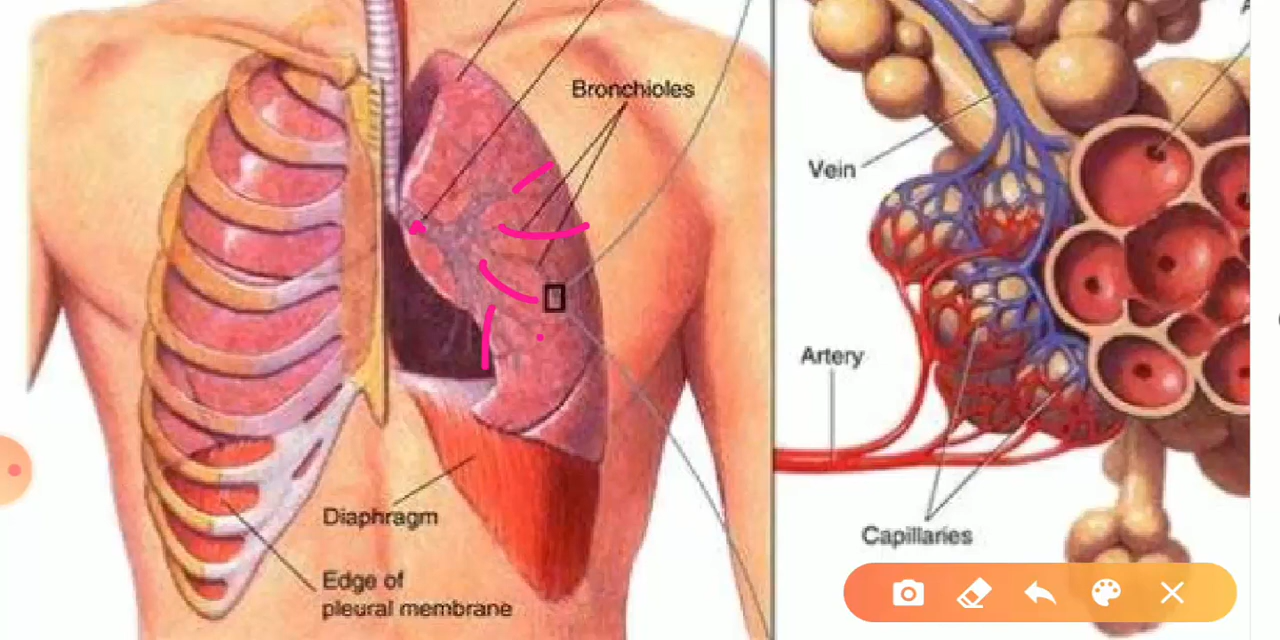 Bronchioles
Vein
Artery
Capillaries
Diaphragm
Edge of
pleural membrane